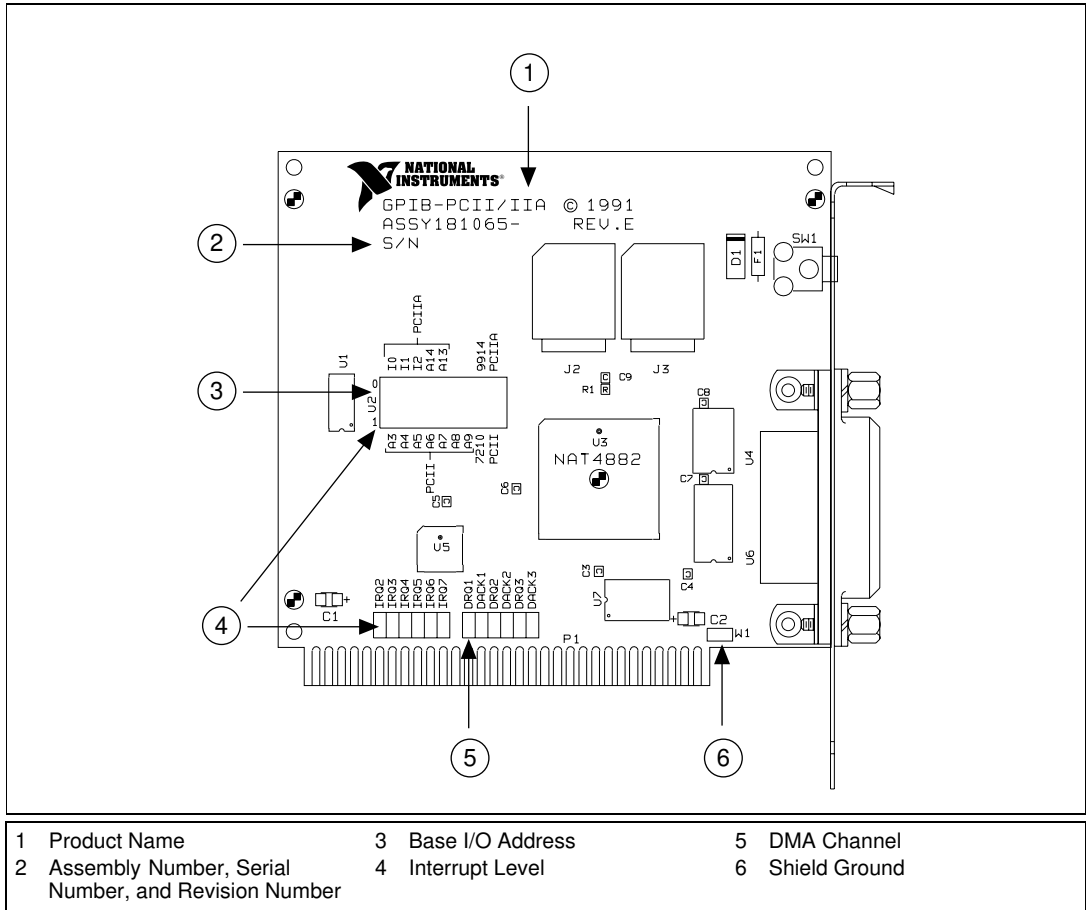 1
NATIONAL
INSTRUMENTS®
GPIB-PCII/IIA © 1991
ASSY181065- REV.E
2
S/N
SW1
D1
F1
PCIIA
I0
I1
I2
A14
A13
9914
PCIIA
U1
J2
J3
C9
R1
C
R
3
0
U2
1
C8
C
A3
A4
A5
A6
A7
A8
A9
7210
PCII
PCII
U3
NAT4882
U4
C7
C
C6
C
C5
C
U5
U6
C3
C
C4
C
IRQ2
IRQ3
IRQ4
IRQ5
IRQ6
IRQ7
DRQ1
DACK1
DRQ2
DACK2
DRQ3
DACK3
U7
4
+
C1
+
C2
W1
P1
5
6
1 Product Name
2 Assembly Number, Serial
Number, and Revision Number
3 Base I/O Address
4 Interrupt Level
5 DMA Channel
6 Shield Ground